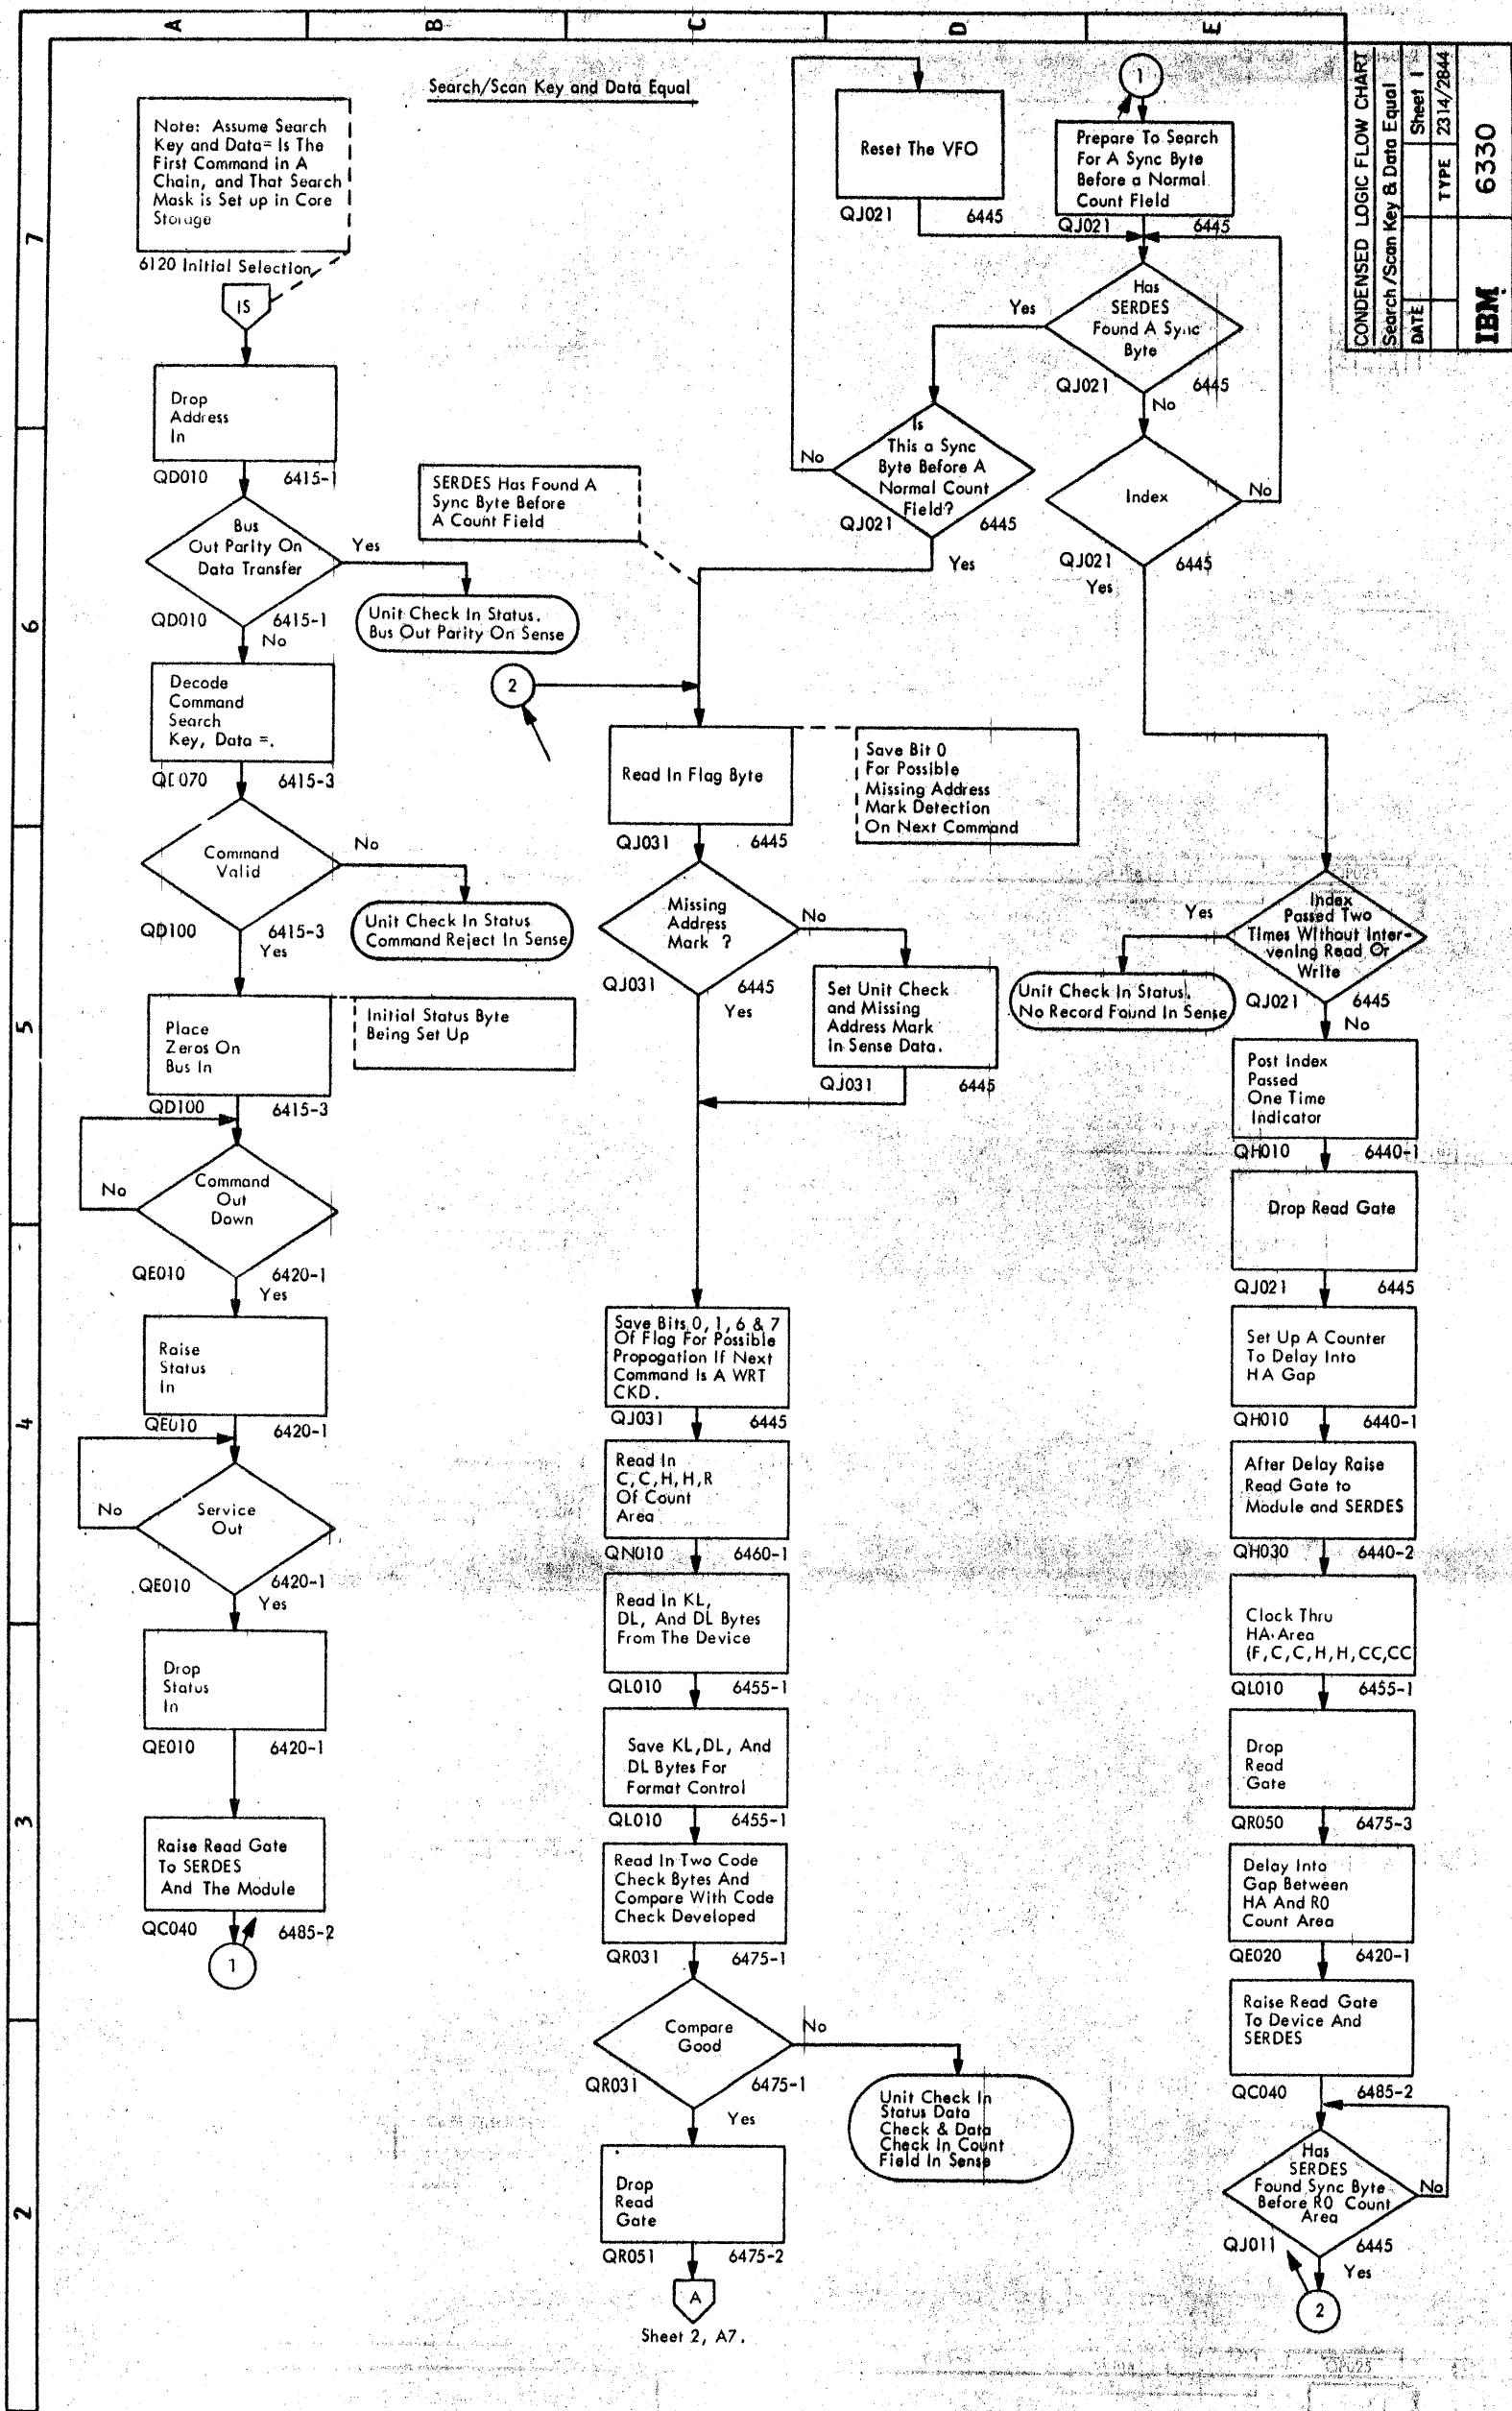 A
B
C
D
E
7
6
5
4
3
2
CONDENSED LOGIC FLOW CHART
Search/Scan Key & Data Equal
DATE
Sheet 1
TYPE
2314/2844
IBM
6330
Search/Scan Key and Data Equal
Note: Assume Search
Key and Data= Is The
First Command in A
Chain, and That Search
Mask is Set up in Core
Storage
6120 Initial Selection
IS
Drop
Address
In
QD010 6415-1
Bus
Out Parity On
Data Transfer
Yes
QD010 6415-1
No
Unit Check In Status.
Bus Out Parity On Sense
Decode
Command
Search
Key, Data =.
070 6415-3
Command
Valid
No
QD100 6415-3
Yes
Unit Check In Status
Command Reject In Sense
Place
Zeros On
Bus In
Initial Status Byte
Being Set Up
QD100 6415-3
Command
Out
Down
No
QE010 6420-1
Yes
Raise
Status
In
QE010 6420-1
Service
Out
No
QE010 6420-1
Yes
Drop
Status
In
QE010 6420-1
Raise Read Gate
To SERDES
And The Module
QC040 6485-2
1
SERDES Has Found A
Sync Byte Before
A Count Field
2
Read In Flag Byte
Save Bit 0
For Possible
Missing Address
Mark Detection
On Next Command
QJ031 6445
Missing
Address
Mark ?
No
QJ031 6445
Yes
Set Unit Check
and Missing
Address Mark
In Sense Data.
QJ031 6445
Save Bits 0, 1, 6 & 7
Of Flag For Possible
Propogation If Next
Command Is A WRT
CKD.
QJ031 6445
Read In
C, C, H, H, R
Of Count
Area
QN010 6460-1
Read In KL,
DL, And DL Bytes
From The Device
QL010 6455-1
Save KL, DL, And
DL Bytes For
Format Control
QL010 6455-1
Read In Two Code
Check Bytes And
Compare With Code
Check Developed
QR031 6475-1
Compare
Good
No
QR031 6475-1
Yes
Unit Check In
Status Data
Check & Data
Check In Count
Field In Sense
Drop
Read
Gate
QR051 6475-2
A
Sheet 2, A7.
Reset The VFO
QJ021 6445
1
Prepare To Search
For A Sync Byte
Before a Normal
Count Field
QJ021 6445
Has
SERDES
Found A Sync
Byte
Yes
QJ021 6445
No
Is
This a Sync
Byte Before A
Normal Count
Field?
No
QJ021 6445
Yes
Index
No
QJ021 6445
Yes
Index
Passed Two
Times Without Inter-
vening Read Or
Write
Yes
QJ021 6445
No
Unit Check In Status.
No Record Found In Sense
Post Index
Passed
One Time
Indicator
QH010 6440-1
Drop Read Gate
QJ021 6445
Set Up A Counter
To Delay Into
HA Gap
QH010 6440-1
After Delay Raise
Read Gate to
Module and SERDES
QH030 6440-2
Clock Thru
HA Area
(F, C, C, H, H, CC, CC
QL010 6455-1
Drop
Read
Gate
QR050 6475-3
Delay Into
Gap Between
HA And R0
Count Area
QE020 6420-1
Raise Read Gate
To Device And
SERDES
QC040 6485-2
Has
SERDES
Found Sync Byte
Before R0 Count
Area
No
QJ011 6445
Yes
2